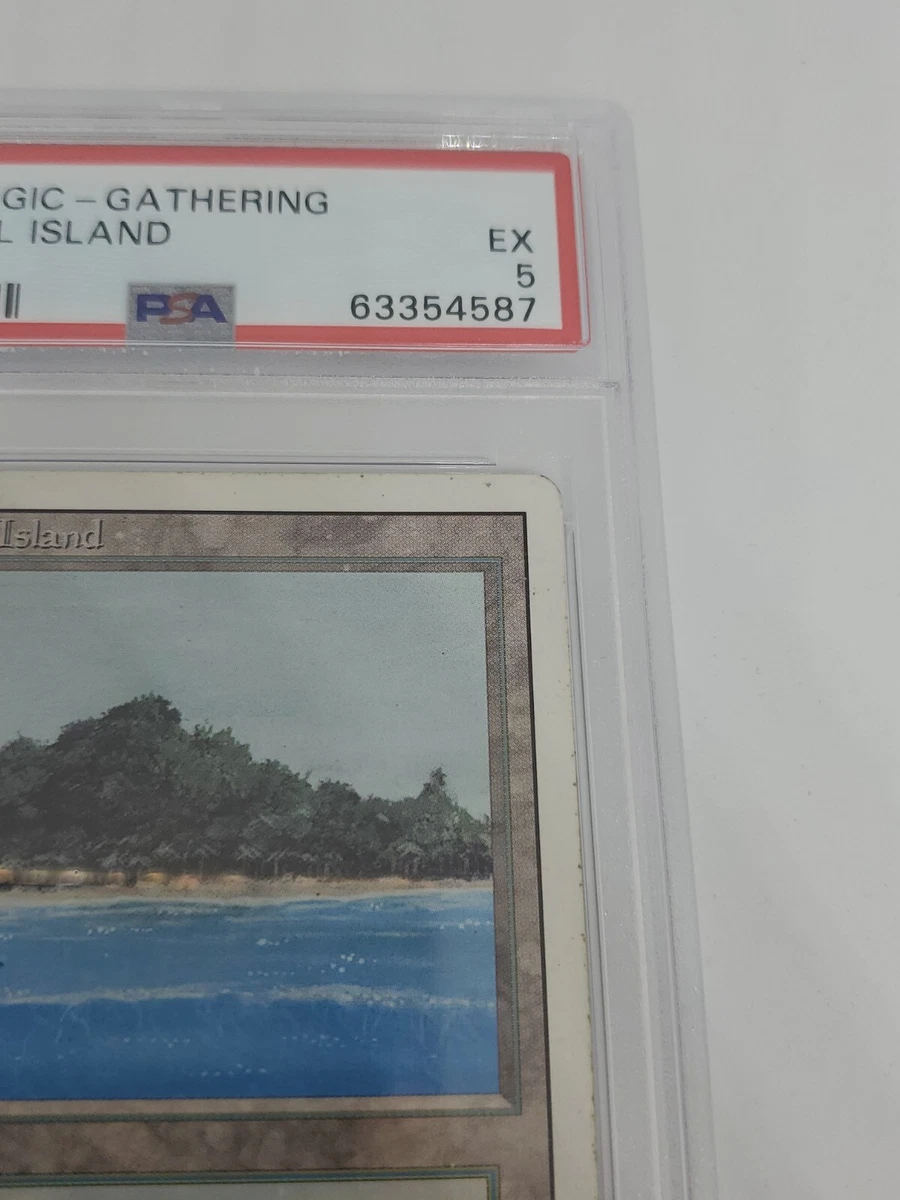 GIC - GATHERING
L ISLAND
EX
5
PSA
63354587
Island